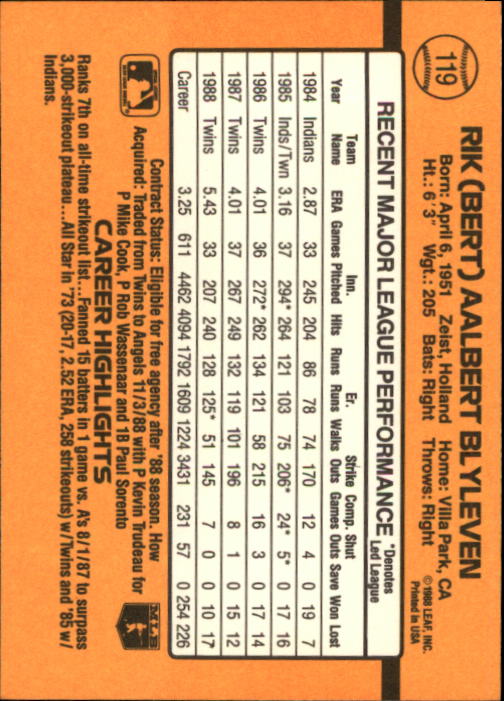 119
RIK (BERT) AALBERT BLYLEVEN
Born: April 6, 1951 Zeist, Holland Home: Villa Park, CA
Ht.: 6' 3" Wgt.: 205 Bats: Right Throws: Right
©1988 LEAF, INC.
Printed in USA
RECENT MAJOR LEAGUE PERFORMANCE *Denotes Led League
Year Team Name ERA Games Inn. Pitched Hits Runs Er. Runs Walks Strike Outs Comp. Games Shut Outs Save Won Lost
1984 Indians 2.87 33 245 204 86 78 74 170 12 4 0 19 7
1985 Inds/Twn 3.16 37 294* 264 121 103 75 206* 24* 5* 0 17 16
1986 Twins 4.01 36 272* 262 134 121 58 215 16 3 0 17 14
1987 Twins 4.01 37 267 249 132 119 101 196 8 1 0 15 12
1988 Twins 5.43 33 207 240 128 125* 51 145 7 0 0 10 17*
Career 3.25 611 4462 4094 1792 1609 1224 3431 231 57 0 254 226
Contract Status: Eligible for free agency after '88 season. How
Acquired: Traded from Twins to Angels 11/3/88 with P Kevin Trudeau for
P Mike Cook, P Rob Wassenaar and 1B Paul Sorento
MLB
CAREER HIGHLIGHTS
Ranks 7th on all-time strikeout list...Fanned 15 batters in 1 game vs. A's 8/1/87 to surpass
3,000-strikeout plateau...All Star in '73 (20-17, 2.52 ERA, 258 strikeouts) w/Twins and '85 w/
Indians.